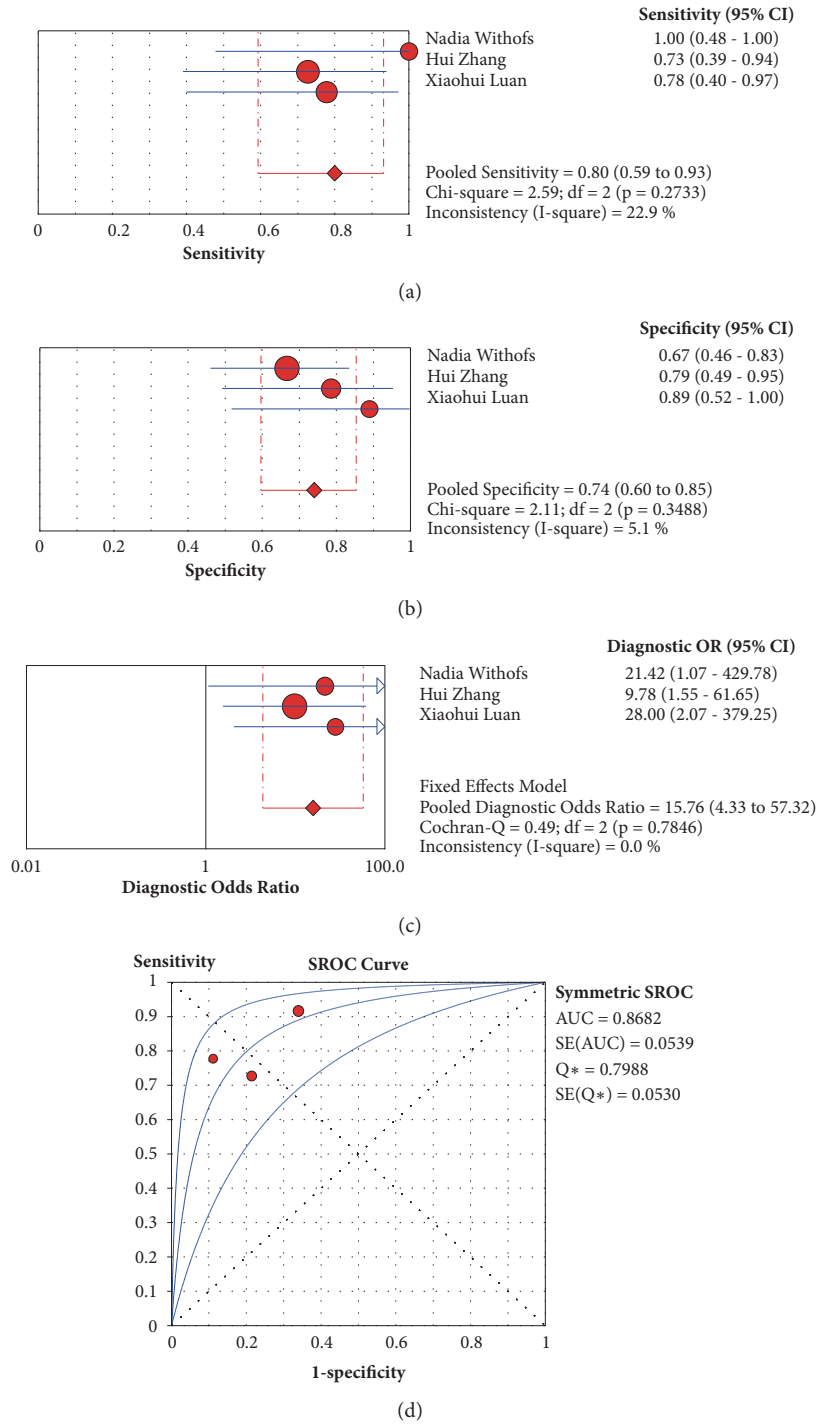 Sensitivity (95% CI)
Nadia Withofs 1.00 (0.48 - 1.00)
Hui Zhang 0.73 (0.39 - 0.94)
Xiaohui Luan 0.78 (0.40 - 0.97)
Pooled Sensitivity = 0.80 (0.59 to 0.93)
Chi-square = 2.59; df = 2 (p = 0.2733)
Inconsistency (I-square) = 22.9 %
0 0.2 0.4 0.6 0.8 1
Sensitivity
(a)
Specificity (95% CI)
Nadia Withofs 0.67 (0.46 - 0.83)
Hui Zhang 0.79 (0.49 - 0.95)
Xiaohui Luan 0.89 (0.52 - 1.00)
Pooled Specificity = 0.74 (0.60 to 0.85)
Chi-square = 2.11; df = 2 (p = 0.3488)
Inconsistency (I-square) = 5.1 %
0 0.2 0.4 0.6 0.8 1
Specificity
(b)
Diagnostic OR (95% CI)
Nadia Withofs 21.42 (1.07 - 429.78)
Hui Zhang 9.78 (1.55 - 61.65)
Xiaohui Luan 28.00 (2.07 - 379.25)
Fixed Effects Model
Pooled Diagnostic Odds Ratio = 15.76 (4.33 to 57.32)
Cochran-Q = 0.49; df = 2 (p = 0.7846)
Inconsistency (I-square) = 0.0 %
0.01 1 100.0
Diagnostic Odds Ratio
(c)
Sensitivity SROC Curve
1
0.9
0.8
0.7
0.6
0.5
0.4
0.3
0.2
0.1
0
Symmetric SROC
AUC = 0.8682
SE(AUC) = 0.0539
Q∗ = 0.7988
SE(Q∗) = 0.0530
0 0.2 0.4 0.6 0.8 1
1-specificity
(d)